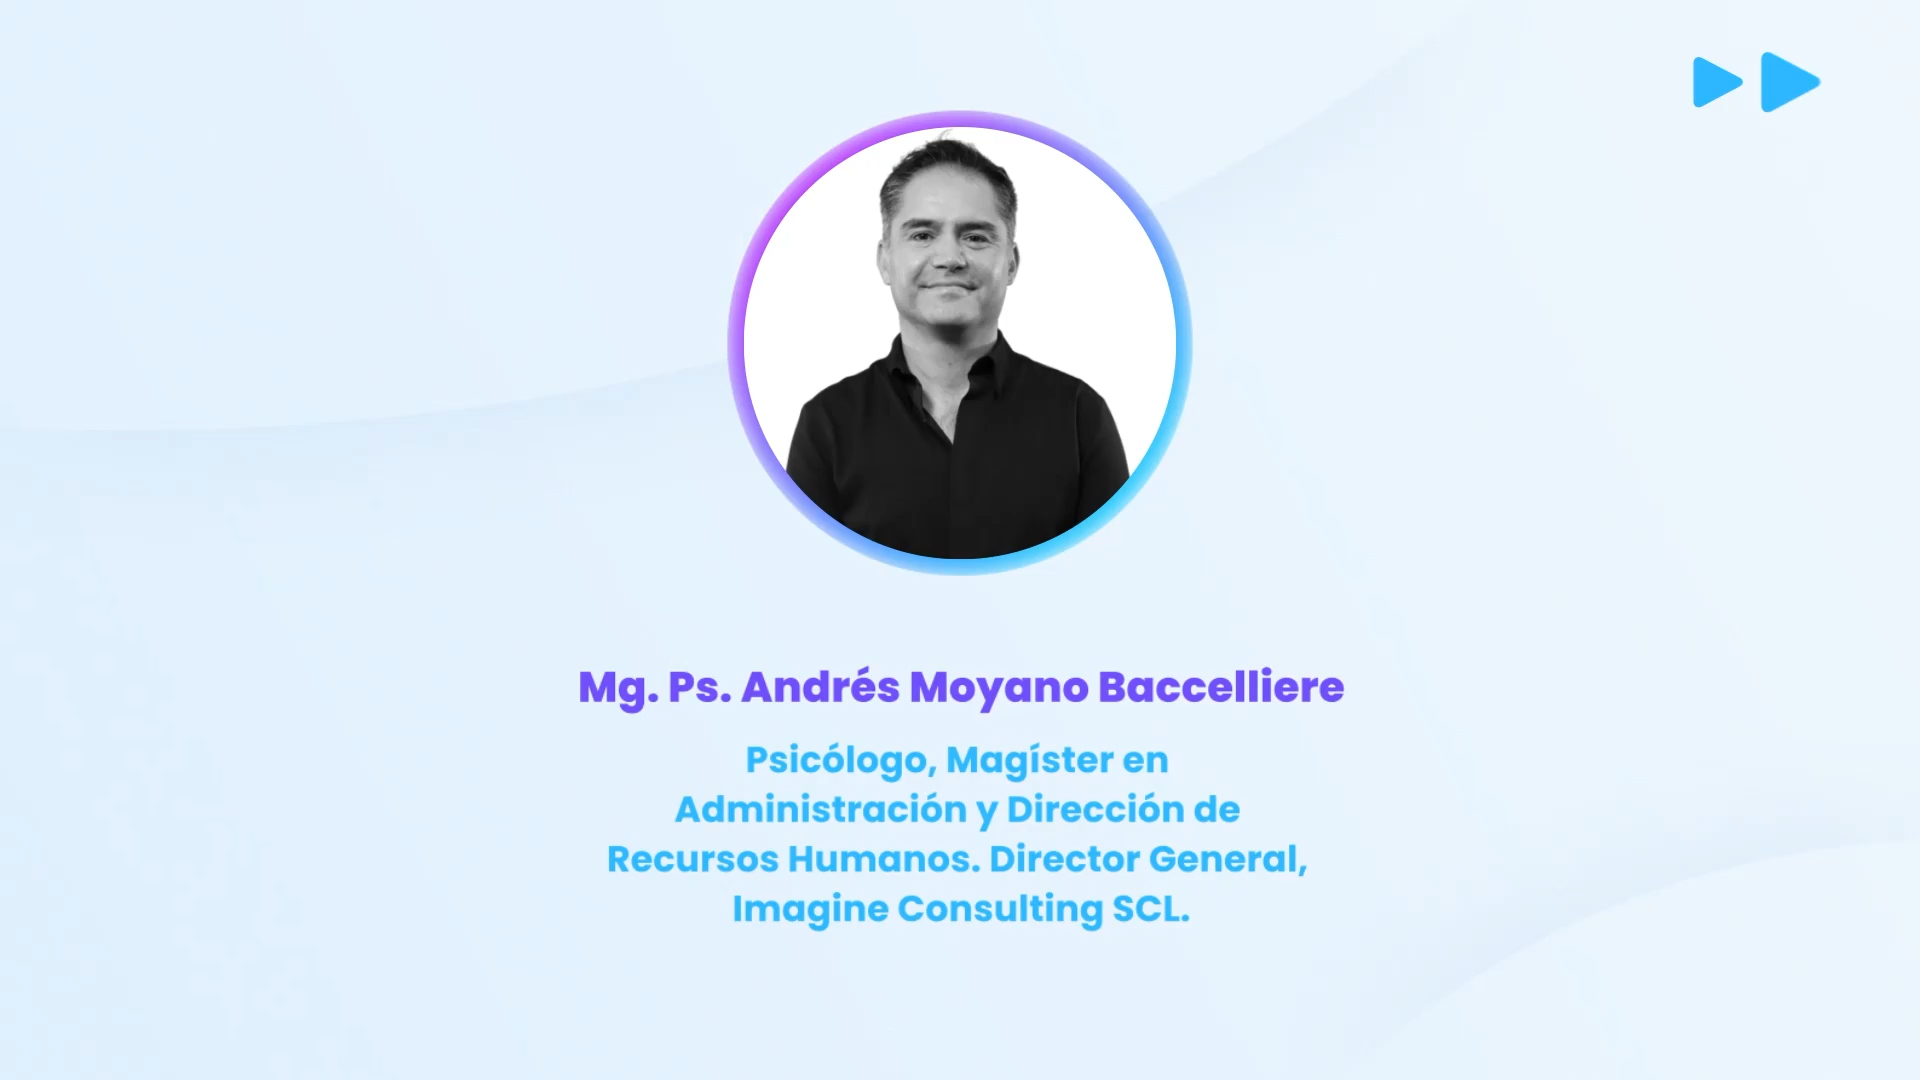 Mg. Ps. Andrés Moyano Baccelliere
Psicólogo, Magíster en
Administración y Dirección de
Recursos Humanos. Director General,
Imagine Consulting SCL.